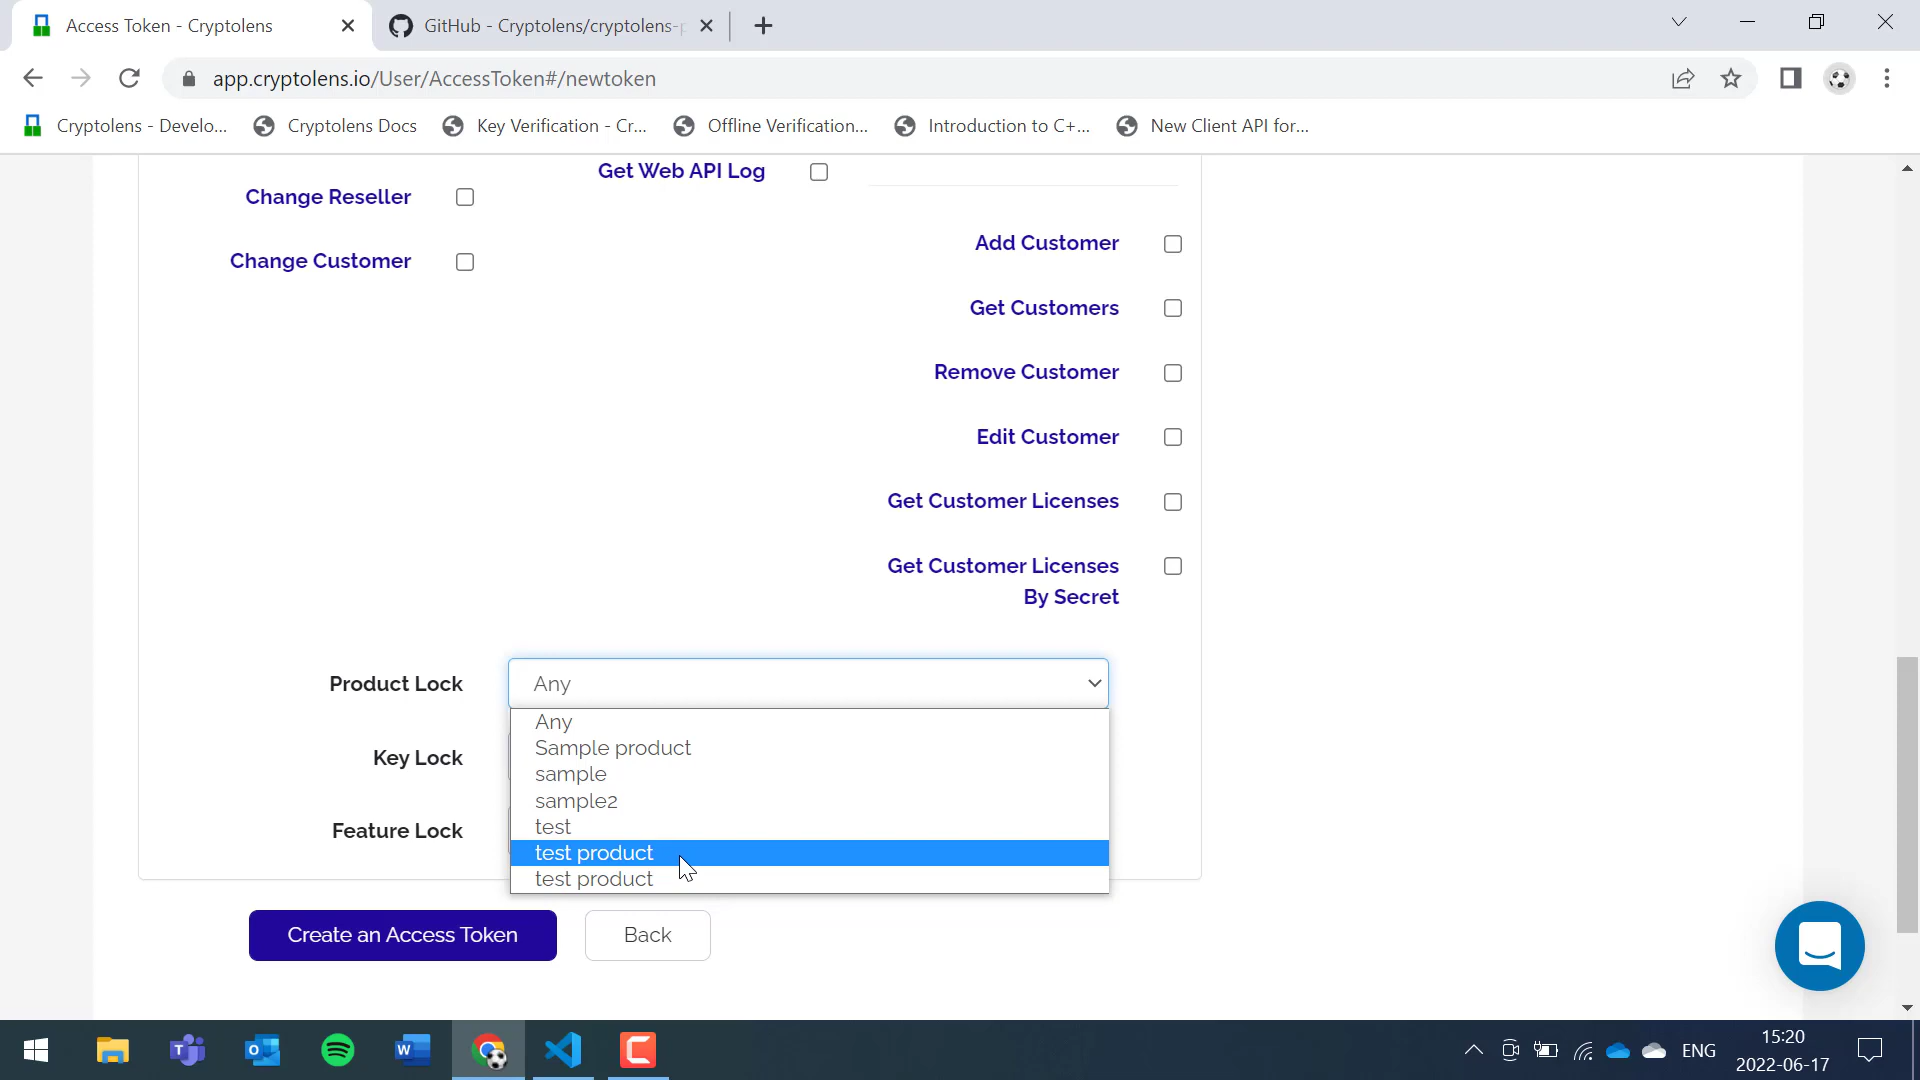 Access Token - Cryptolens
GitHub - Cryptolens/cryptolens-p
app.cryptolens.io/User/AccessToken#/newtoken
Cryptolens - Develo...
Cryptolens Docs
Key Verification - Cr...
Offline Verification...
Introduction to C+...
New Client API for...
Get Web API Log
Change Reseller
Change Customer
Add Customer
Get Customers
Remove Customer
Edit Customer
Get Customer Licenses
Get Customer Licenses
By Secret
Product Lock
Any
Any
Sample product
sample
sample2
test
test product
test product
Key Lock
Feature Lock
Create an Access Token
Back
ENG
15:20
2022-06-17